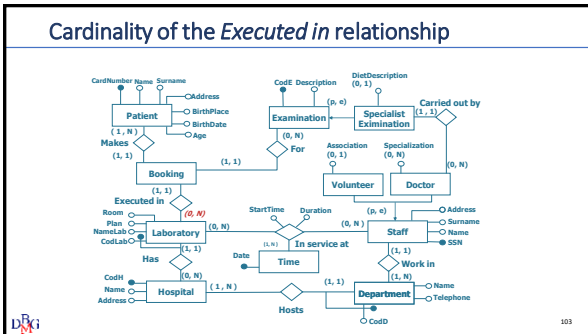 Cardinality of the Executed in relationship
CardNumber Name Surname
Address
BirthPlace
BirthDate
Age
Patient
CodE Description
Examination
(p, e)
DietDescription
(0, 1)
Specialist
Eximination
(1, 1)
Carried out by
(1, N)
Makes
(1, 1)
(0, N)
For
(1, 1)
Booking
Association
(0, 1)
Specialization
(0, N)
(0, N)
Volunteer
Doctor
(1, 1)
Executed in
(0, N)
Room
Plan
NameLab
CodLab
Laboratory
(0, N)
StartTime
Duration
(0, N)
In service at
(1, N)
Date
Time
(p, e)
Staff
Address
Surname
Name
SSN
(1, 1)
Has
(0, N)
(1, 1)
Work in
(1, N)
CodH
Name
Address
Hospital
(1, N)
Hosts
(1, 1)
Department
Name
Telephone
CodD
DBMG
103